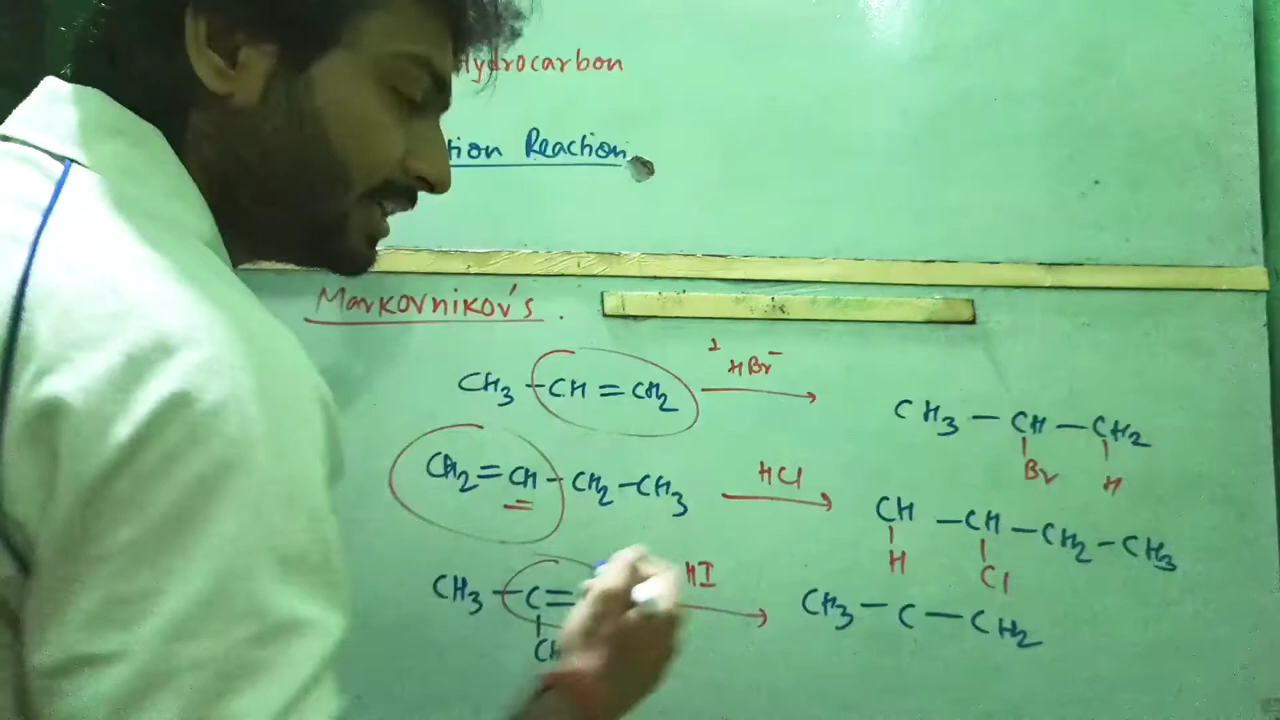 Hydrocarbon
tion Reaction
Markovnikov's.
CH3 - CH = CH2
HBr-
CH3 - CH - CH2
Br H
CH2 = CH - CH2 - CH3
HCl
CH - CH - CH2 - CH3
H Cl
CH3 - C =
HI
CH3 - C - CH2